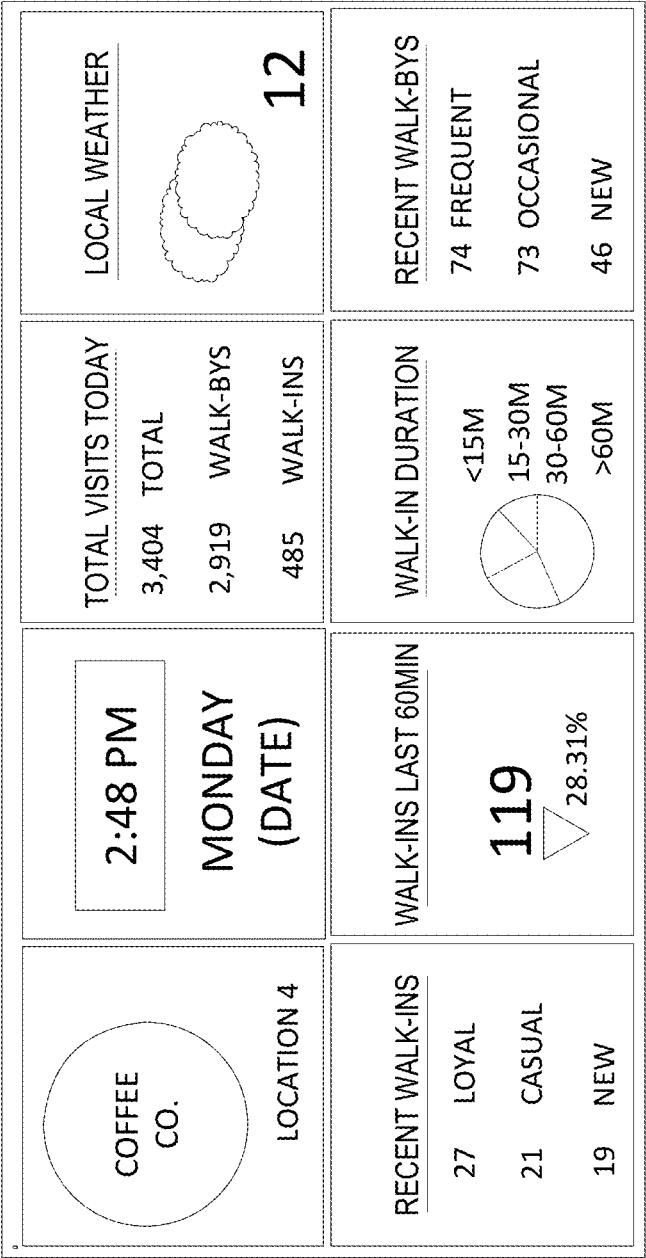 COFFEE
CO.
LOCATION 4
2:48 PM
MONDAY
(DATE)
TOTAL VISITS TODAY
3,404 TOTAL
2,919 WALK-BYS
485 WALK-INS
LOCAL WEATHER
12
RECENT WALK-INS
27 LOYAL
21 CASUAL
19 NEW
WALK-INS LAST 60MIN
119
28.31%
WALK-IN DURATION
<15M
15-30M
30-60M
>60M
RECENT WALK-BYS
74 FREQUENT
73 OCCASIONAL
46 NEW